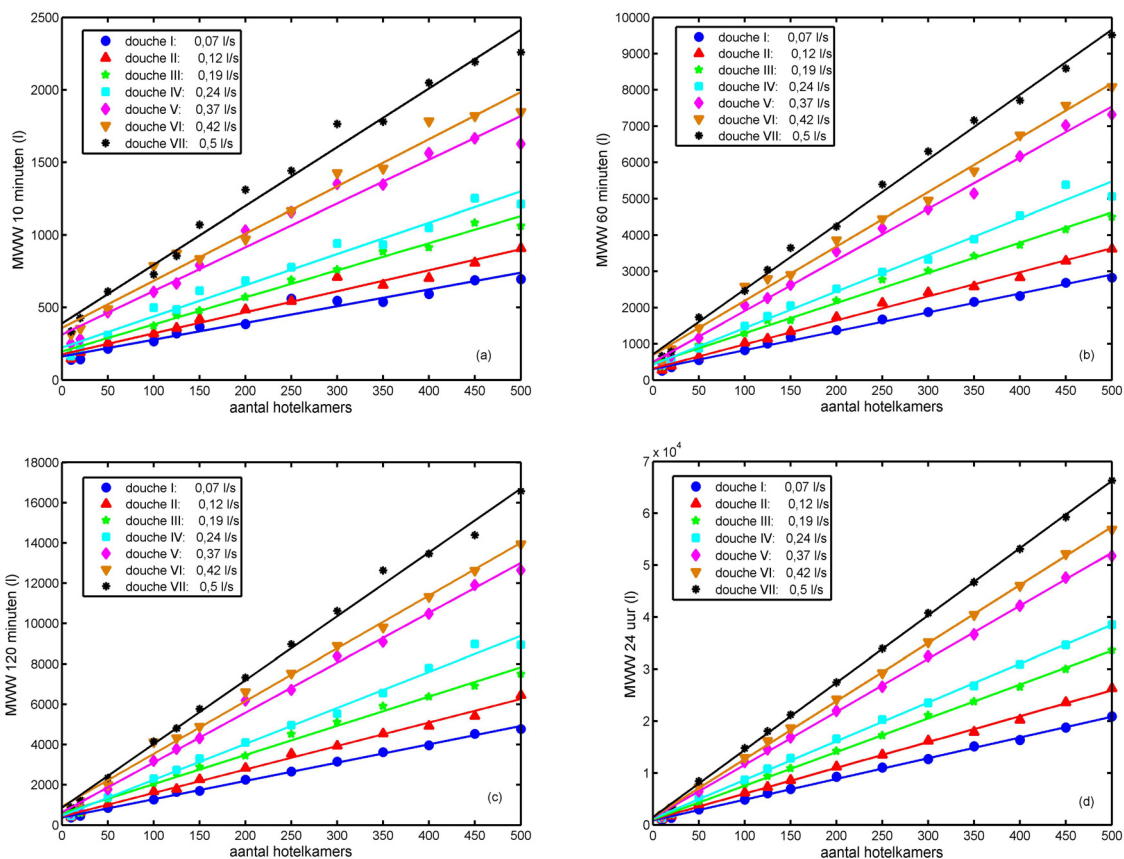 2500
2000
1500
1000
500
0
MWW 10 minuten (l)
douche I: 0,07 l/s
douche II: 0,12 l/s
douche III: 0,19 l/s
douche IV: 0,24 l/s
douche V: 0,37 l/s
douche VI: 0,42 l/s
douche VII: 0,5 l/s
(a)
0 50 100 150 200 250 300 350 400 450 500
aantal hotelkamers
10000
9000
8000
7000
6000
5000
4000
3000
2000
1000
0
MWW 60 minuten (l)
douche I: 0,07 l/s
douche II: 0,12 l/s
douche III: 0,19 l/s
douche IV: 0,24 l/s
douche V: 0,37 l/s
douche VI: 0,42 l/s
douche VII: 0,5 l/s
(b)
0 50 100 150 200 250 300 350 400 450 500
aantal hotelkamers
18000
16000
14000
12000
10000
8000
6000
4000
2000
0
MWW 120 minuten (l)
douche I: 0,07 l/s
douche II: 0,12 l/s
douche III: 0,19 l/s
douche IV: 0,24 l/s
douche V: 0,37 l/s
douche VI: 0,42 l/s
douche VII: 0,5 l/s
(c)
0 50 100 150 200 250 300 350 400 450 500
aantal hotelkamers
x 10⁴
7
6
5
4
3
2
1
0
MWW 24 uur (l)
douche I: 0,07 l/s
douche II: 0,12 l/s
douche III: 0,19 l/s
douche IV: 0,24 l/s
douche V: 0,37 l/s
douche VI: 0,42 l/s
douche VII: 0,5 l/s
(d)
0 50 100 150 200 250 300 350 400 450 500
aantal hotelkamers